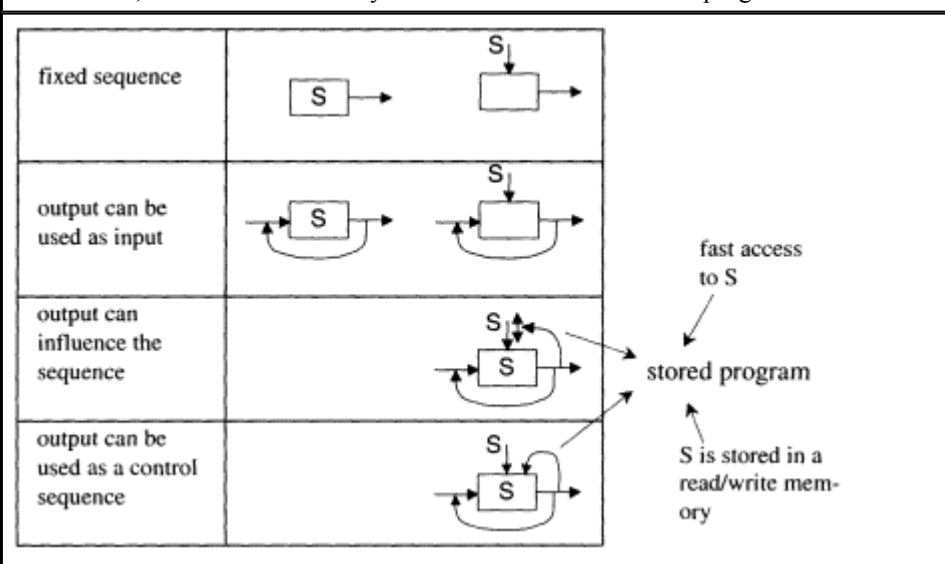 fixed sequence
S
S
output can be
used as input
S
S
output can
influence the
sequence
S
S
output can be
used as a control
sequence
S
S
fast access
to S
stored program
S is stored in a
read/write mem-
ory